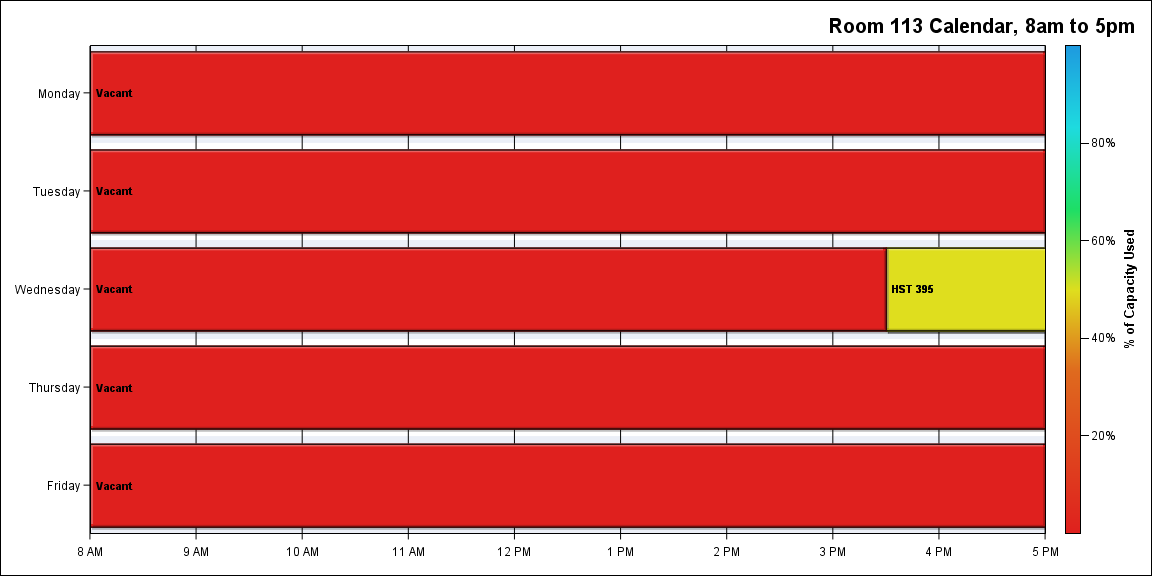 Room 113 Calendar, 8am to 5pm
Monday
Vacant
Tuesday
Vacant
Wednesday
Vacant
HST 395
Thursday
Vacant
Friday
Vacant
8 AM
9 AM
10 AM
11 AM
12 PM
1 PM
2 PM
3 PM
4 PM
5 PM
80%
60%
40%
20%
% of Capacity Used